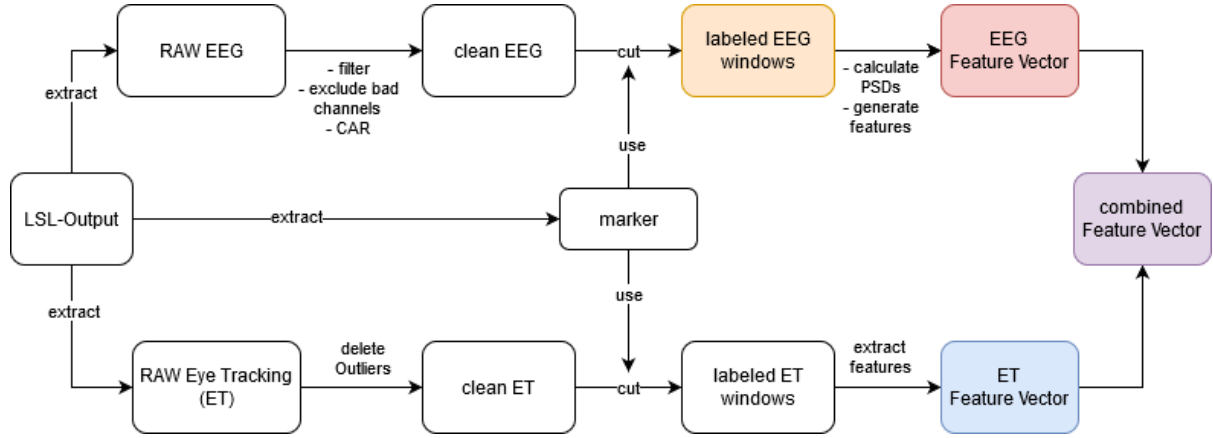 RAW EEG
clean EEG
labeled EEG
windows
EEG
Feature Vector
extract
- filter
- exclude bad
channels
- CAR
cut
- calculate
PSDs
- generate
features
use
LSL-Output
extract
marker
combined
Feature Vector
extract
use
RAW Eye Tracking
(ET)
delete
Outliers
clean ET
cut
labeled ET
windows
extract
features
ET
Feature Vector